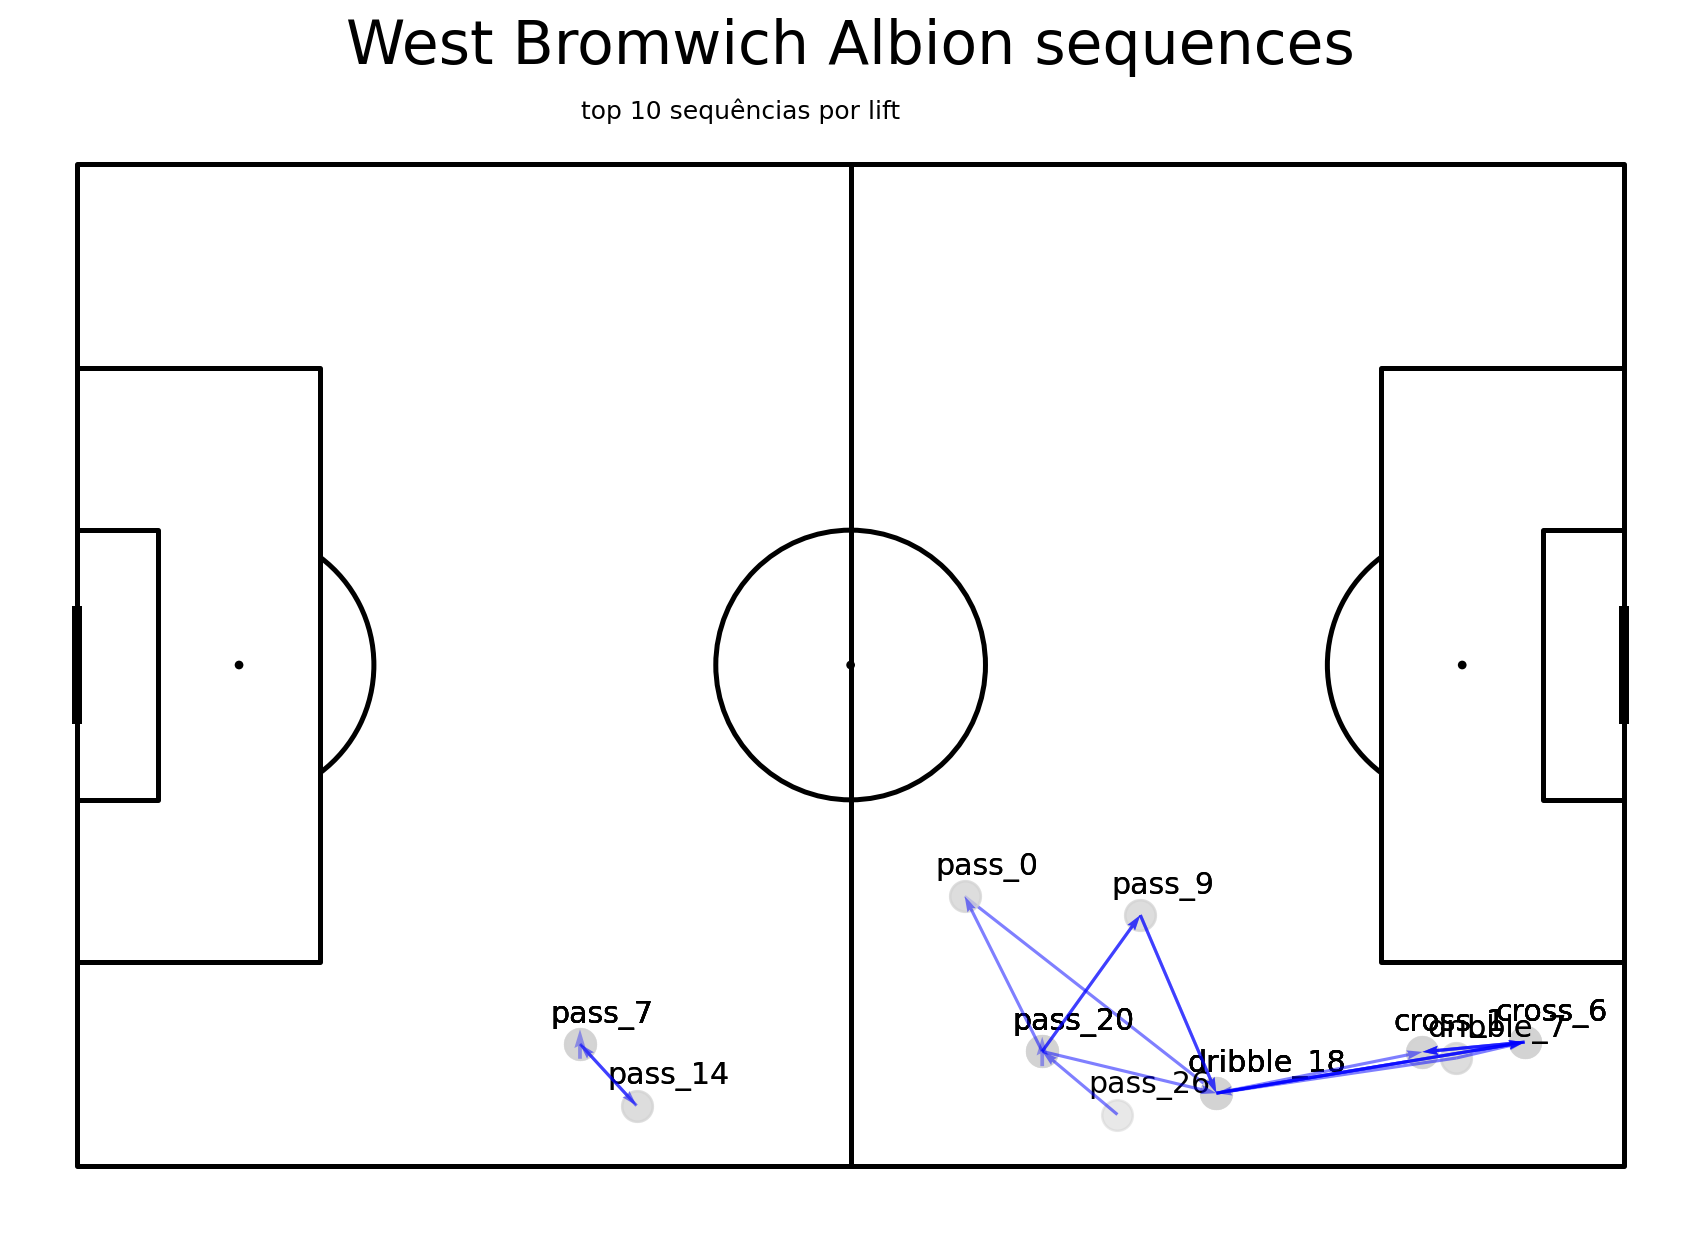 West Bromwich Albion sequences
top 10 sequências por lift
pass_0
pass_9
pass_7
pass_20
cross_1
dribble_7
cross_6
pass_14
dribble_18
pass_26